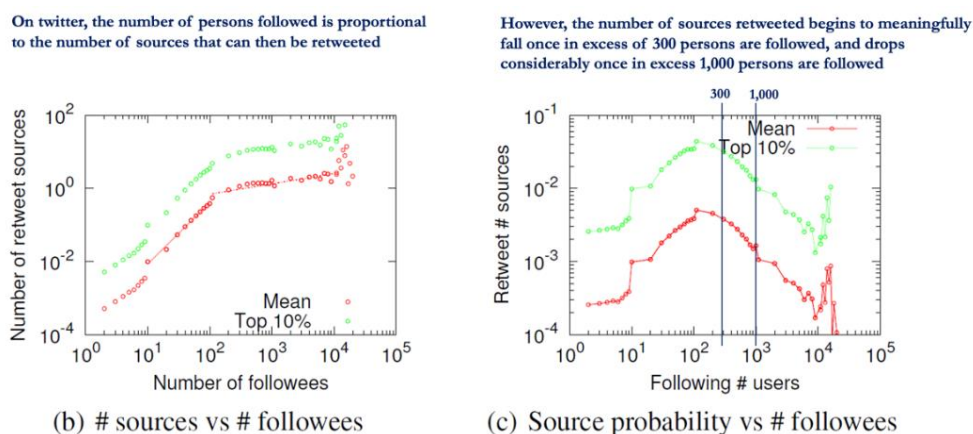 On twitter, the number of persons followed is proportional
to the number of sources that can then be retweeted
However, the number of sources retweeted begins to meaningfully
fall once in excess of 300 persons are followed, and drops
considerably once in excess 1,000 persons are followed
Number of retweet sources
10^2
10^0
10^-2
10^-4
Mean
Top 10%
10^0 10^1 10^2 10^3 10^4 10^5
Number of followees
(b) # sources vs # followees
300 1,000
Retweet # sources
10^-1
10^-2
10^-3
10^-4
Mean
Top 10%
10^0 10^1 10^2 10^3 10^4 10^5
Following # users
(c) Source probability vs # followees